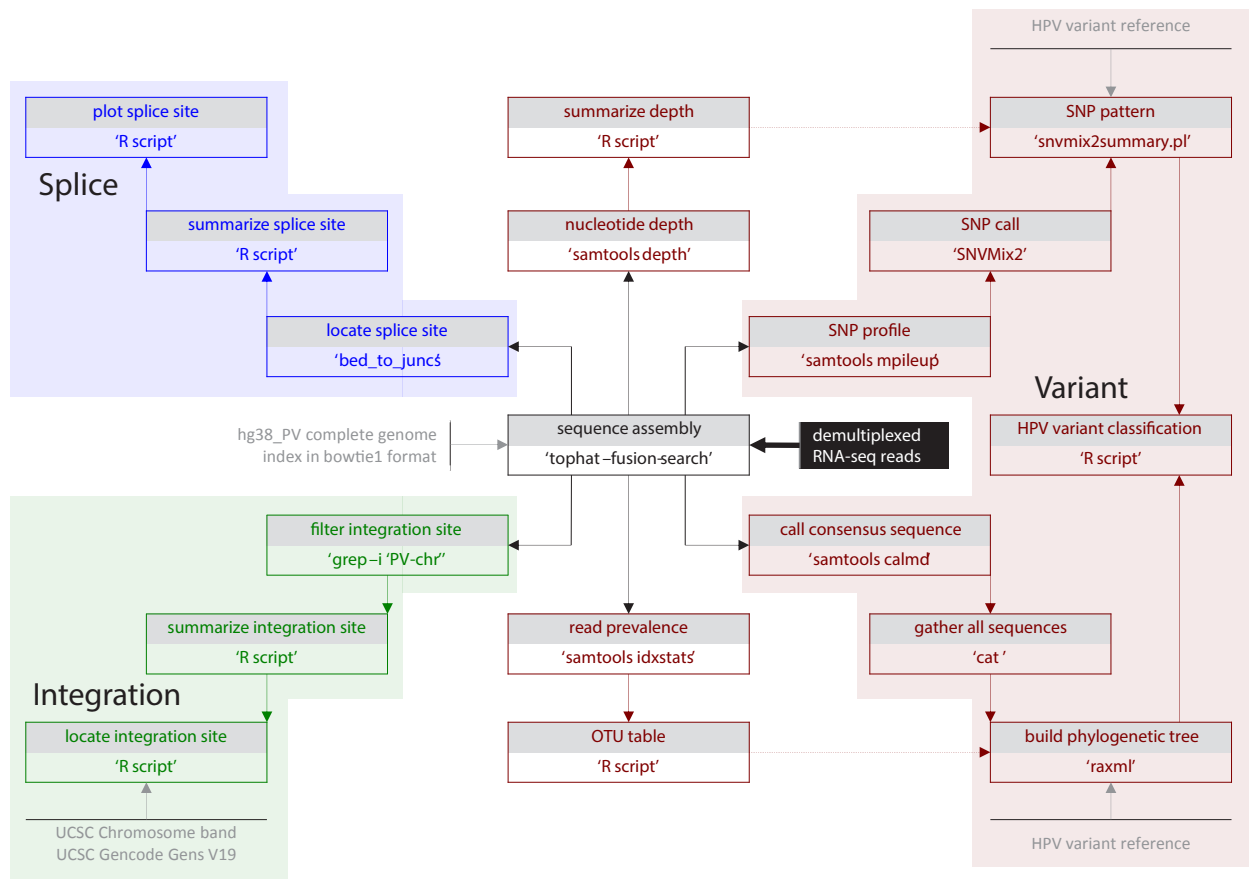 HPV variant reference
plot splice site
'R script'
Splice
summarize depth
'R script'
SNP pattern
'snvmix2summary.pl'
summarize splice site
'R script'
nucleotide depth
'samtools depth'
SNP call
'SNVMix2'
locate splice site
'bed_to_juncs'
SNP profile
'samtools mpileup'
Variant
hg38_PV complete genome
index in bowtie1 format
sequence assembly
'tophat –fusion-search'
demultiplexed
RNA-seq reads
HPV variant classification
'R script'
filter integration site
'grep –i 'PV-chr''
call consensus sequence
'samtools calmd'
summarize integration site
'R script'
read prevalence
'samtools idxstats'
gather all sequences
'cat '
Integration
locate integration site
'R script'
OTU table
'R script'
build phylogenetic tree
'raxml'
UCSC Chromosome band
UCSC Gencode Gens V19
HPV variant reference